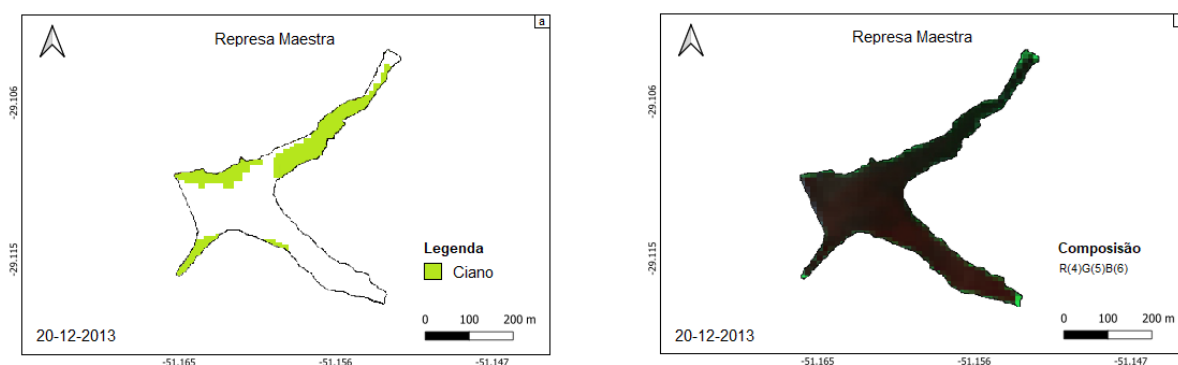 a
Represa Maestra
-29.106
-29.115
Legenda
Ciano
0 100 200 m
20-12-2013
-51.165 -51.156 -51.147
Represa Maestra
-29.106
-29.115
Composisão
R(4)G(5)B(6)
0 100 200 m
20-12-2013
-51.165 -51.156 -51.147